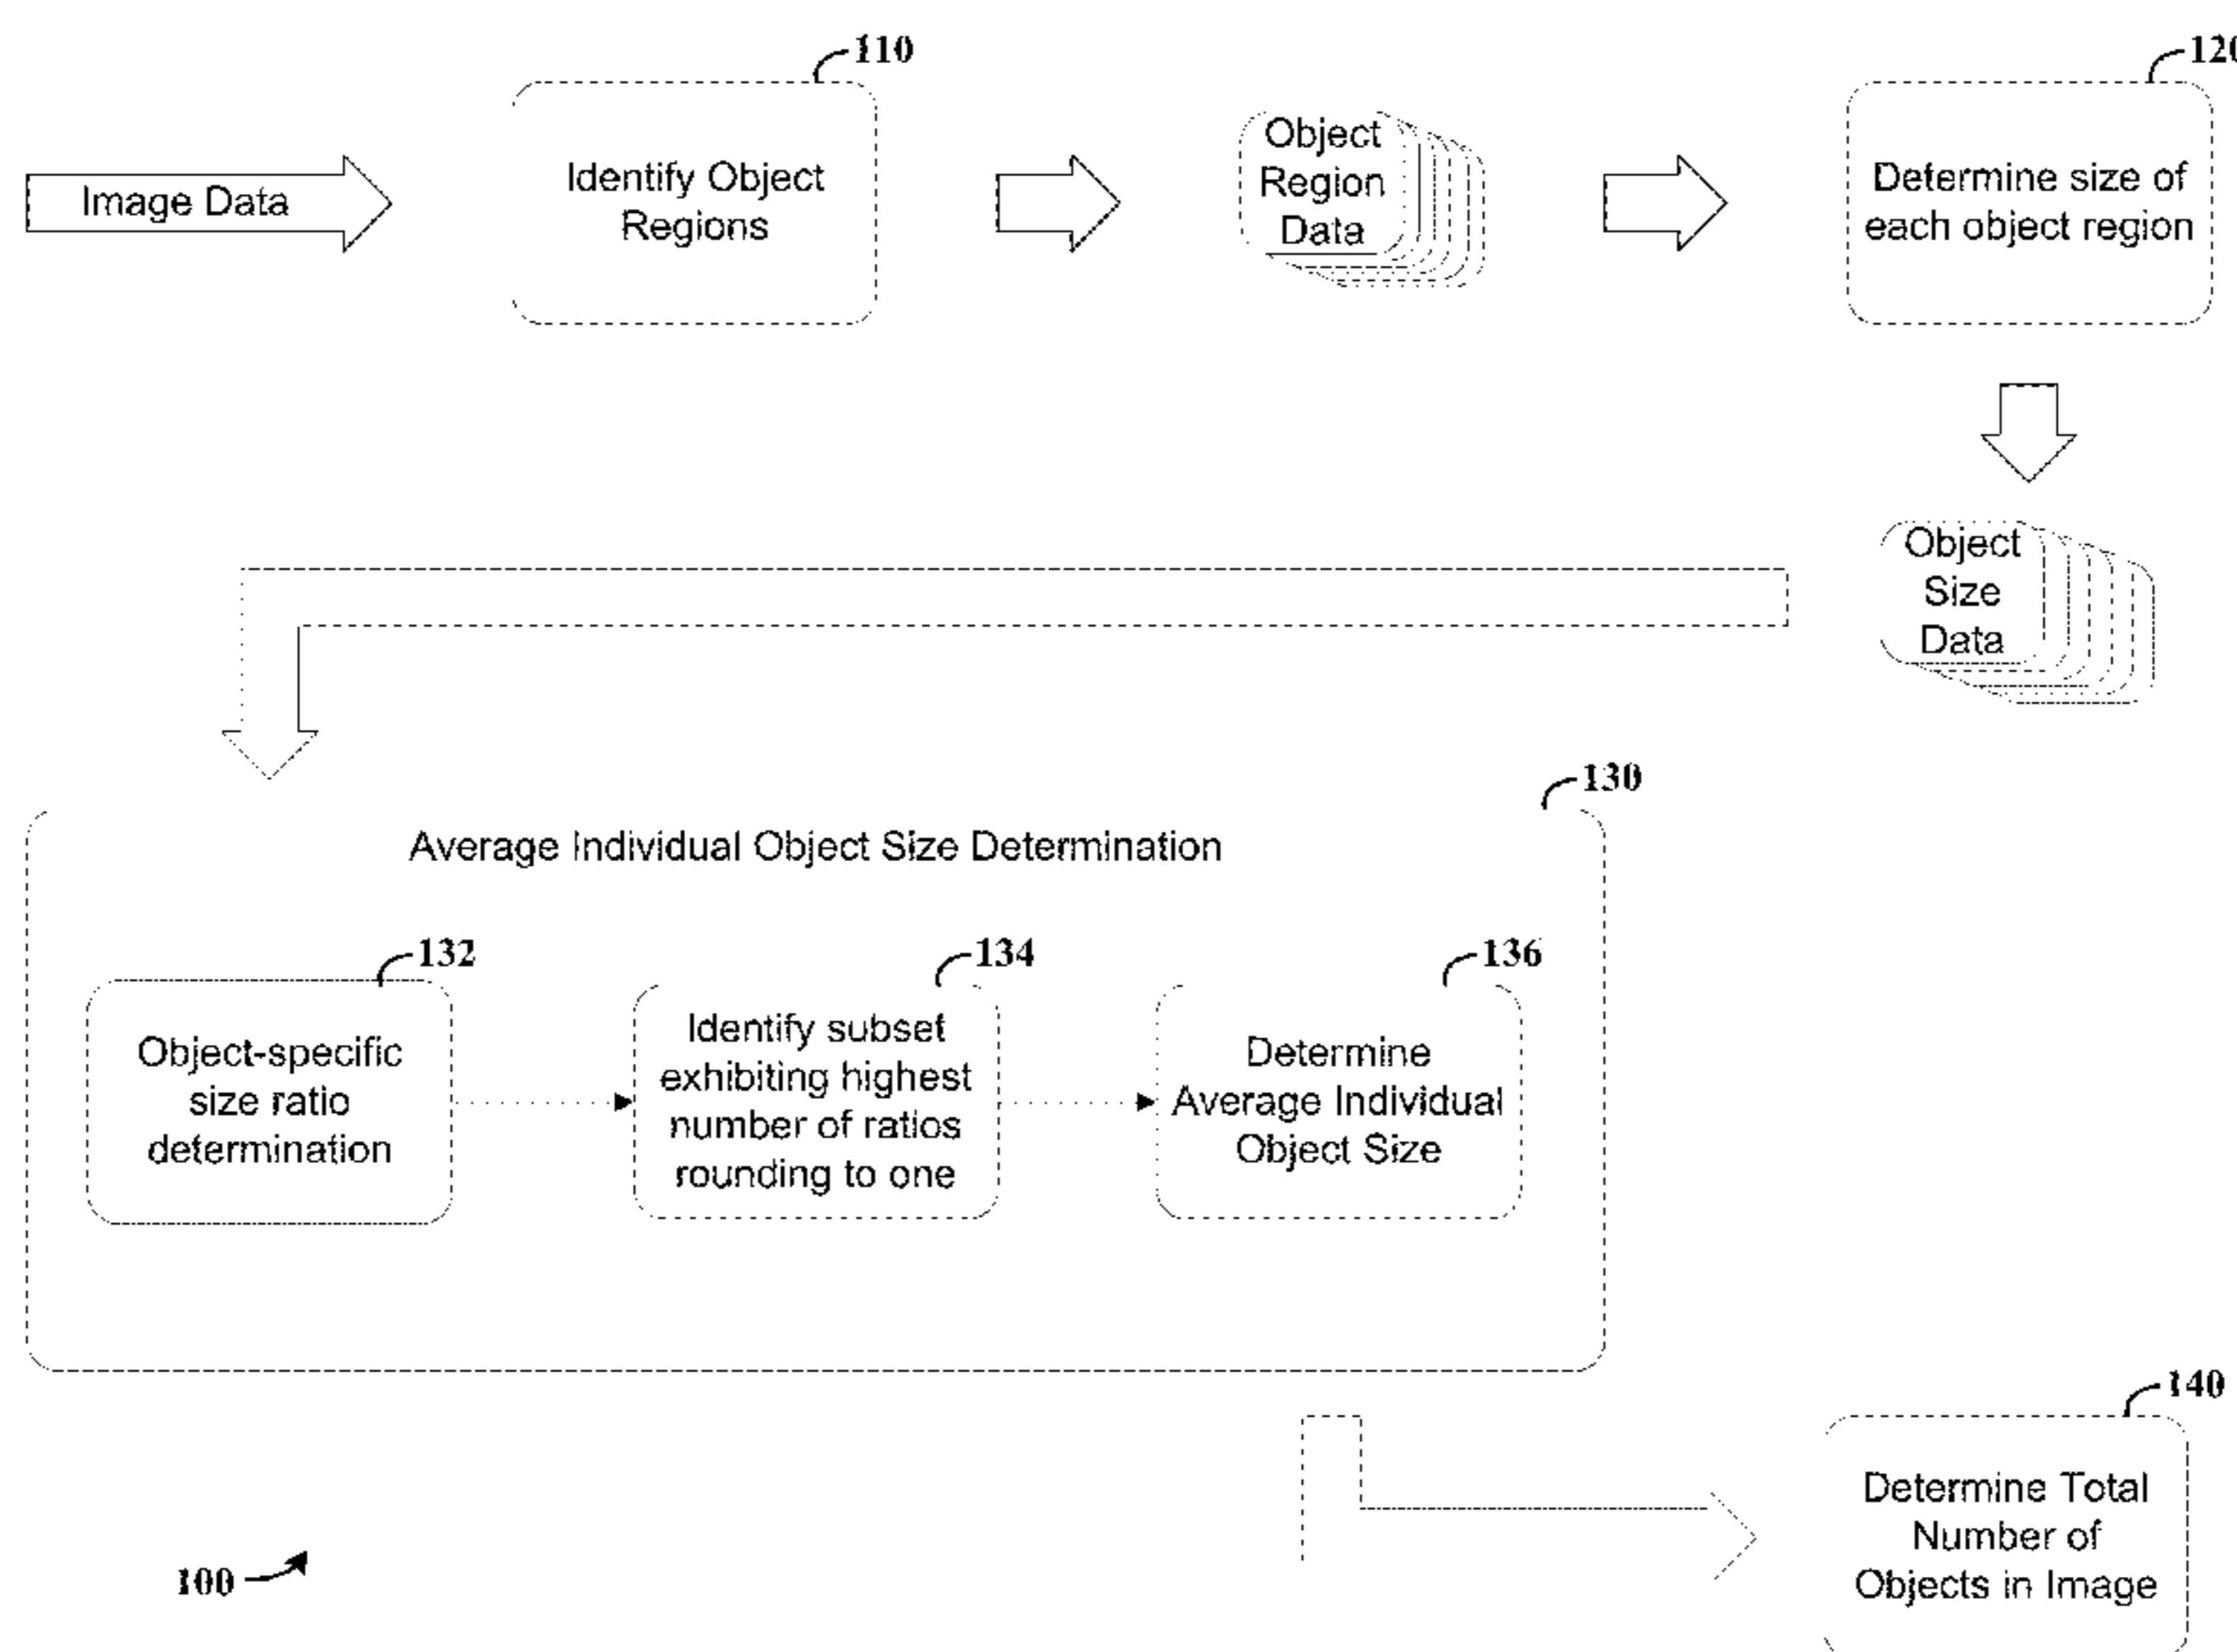 110
120
Image Data
Identify Object
Regions
Object
Region
Data
Determine size of
each object region
Object
Size
Data
130
Average Individual Object Size Determination
132
134
136
Object-specific
size ratio
determination
Identify subset
exhibiting highest
number of ratios
rounding to one
Determine
Average Individual
Object Size
140
Determine Total
Number of
Objects in Image
100